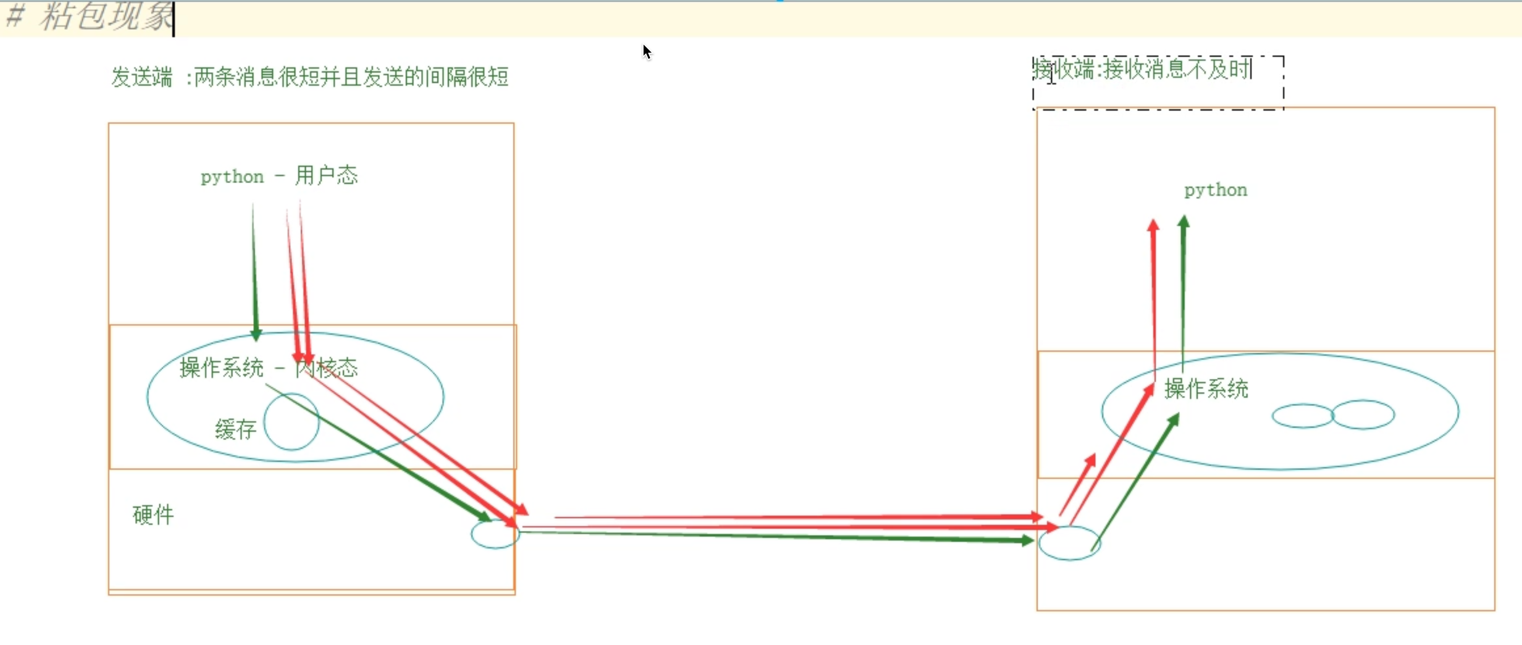 # 粘包现象
发送端 :两条消息很短并且发送的间隔很短
接收端:接收消息不及时
python - 用户态
python
操作系统 - 内核态
操作系统
缓存
硬件